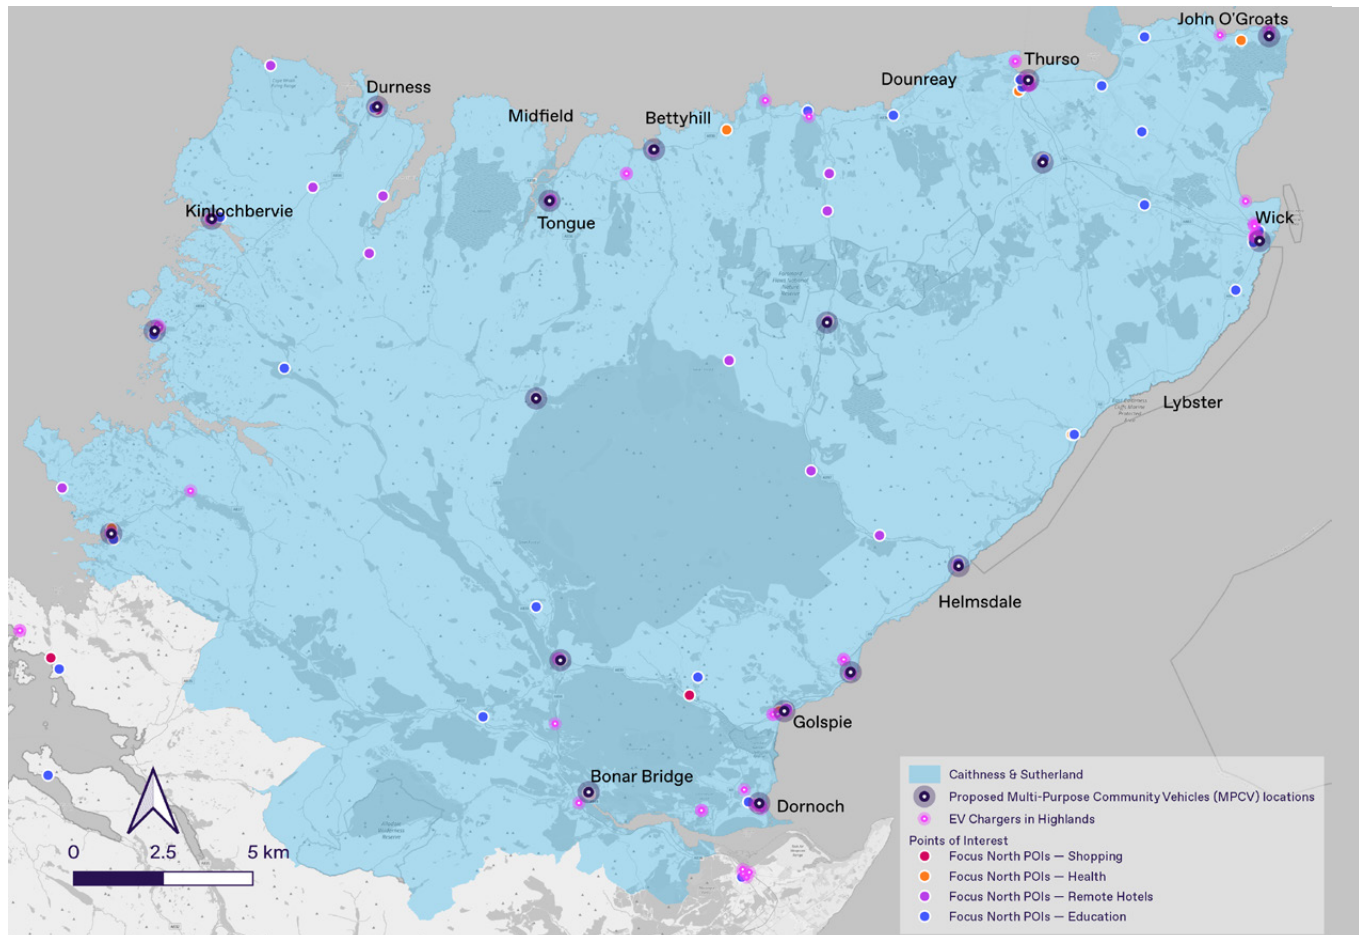 John O'Groats
Thurso
Dounreay
Durness
Midfield
Bettyhill
Kinlochbervie
Tongue
Wick
Lybster
Helmsdale
Golspie
Bonar Bridge
Dornoch
0 2.5 5 km
Caithness & Sutherland
Proposed Multi-Purpose Community Vehicles (MPCV) locations
EV Chargers in Highlands
Points of Interest
Focus North POIs — Shopping
Focus North POIs — Health
Focus North POIs — Remote Hotels
Focus North POIs — Education